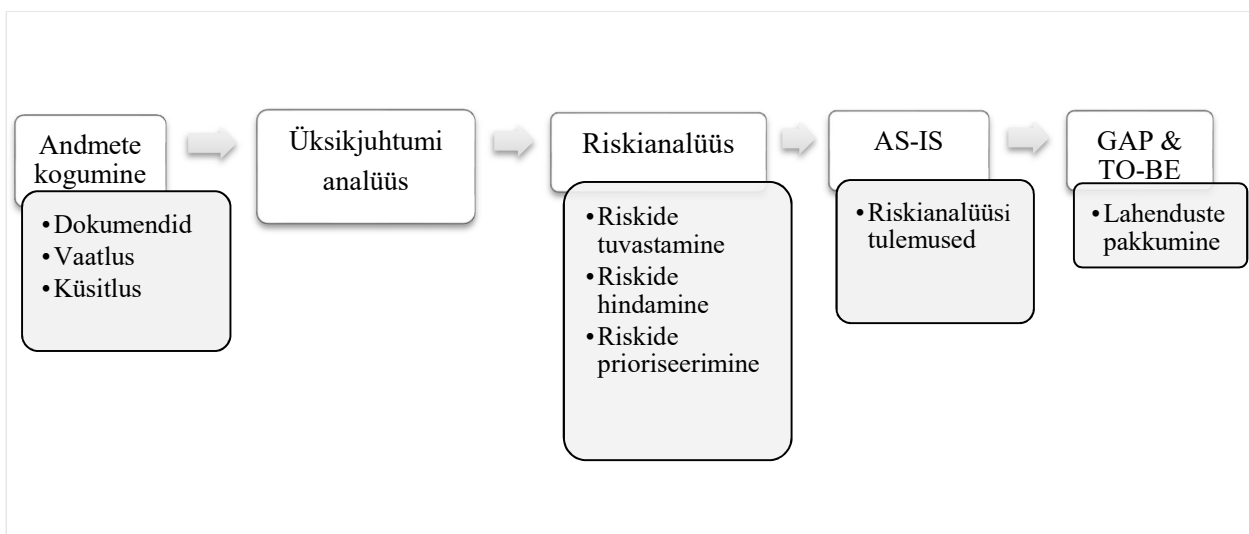 Andmete
kogumine
• Dokumendid
• Vaatlus
• Küsitlus
Üksikjuhtumi
analüüs
Riskianalüüs
• Riskide
tuvastamine
• Riskide
hindamine
• Riskide
prioriseerimine
AS-IS
• Riskianalüüsi
tulemused
GAP &
TO-BE
• Lahenduste
pakkumine